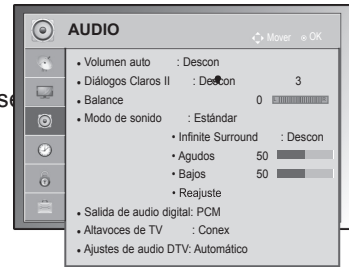 AUDIO
Mover OK
se
• Volumen auto : Descon
• Diálogos Claros II : Descon 3
• Balance 0
• Modo de sonido : Estándar
• Infinite Surround : Descon
• Agudos 50
• Bajos 50
• Reajuste
• Salida de audio digital: PCM
• Altavoces de TV : Conex
• Ajustes de audio DTV: Automático